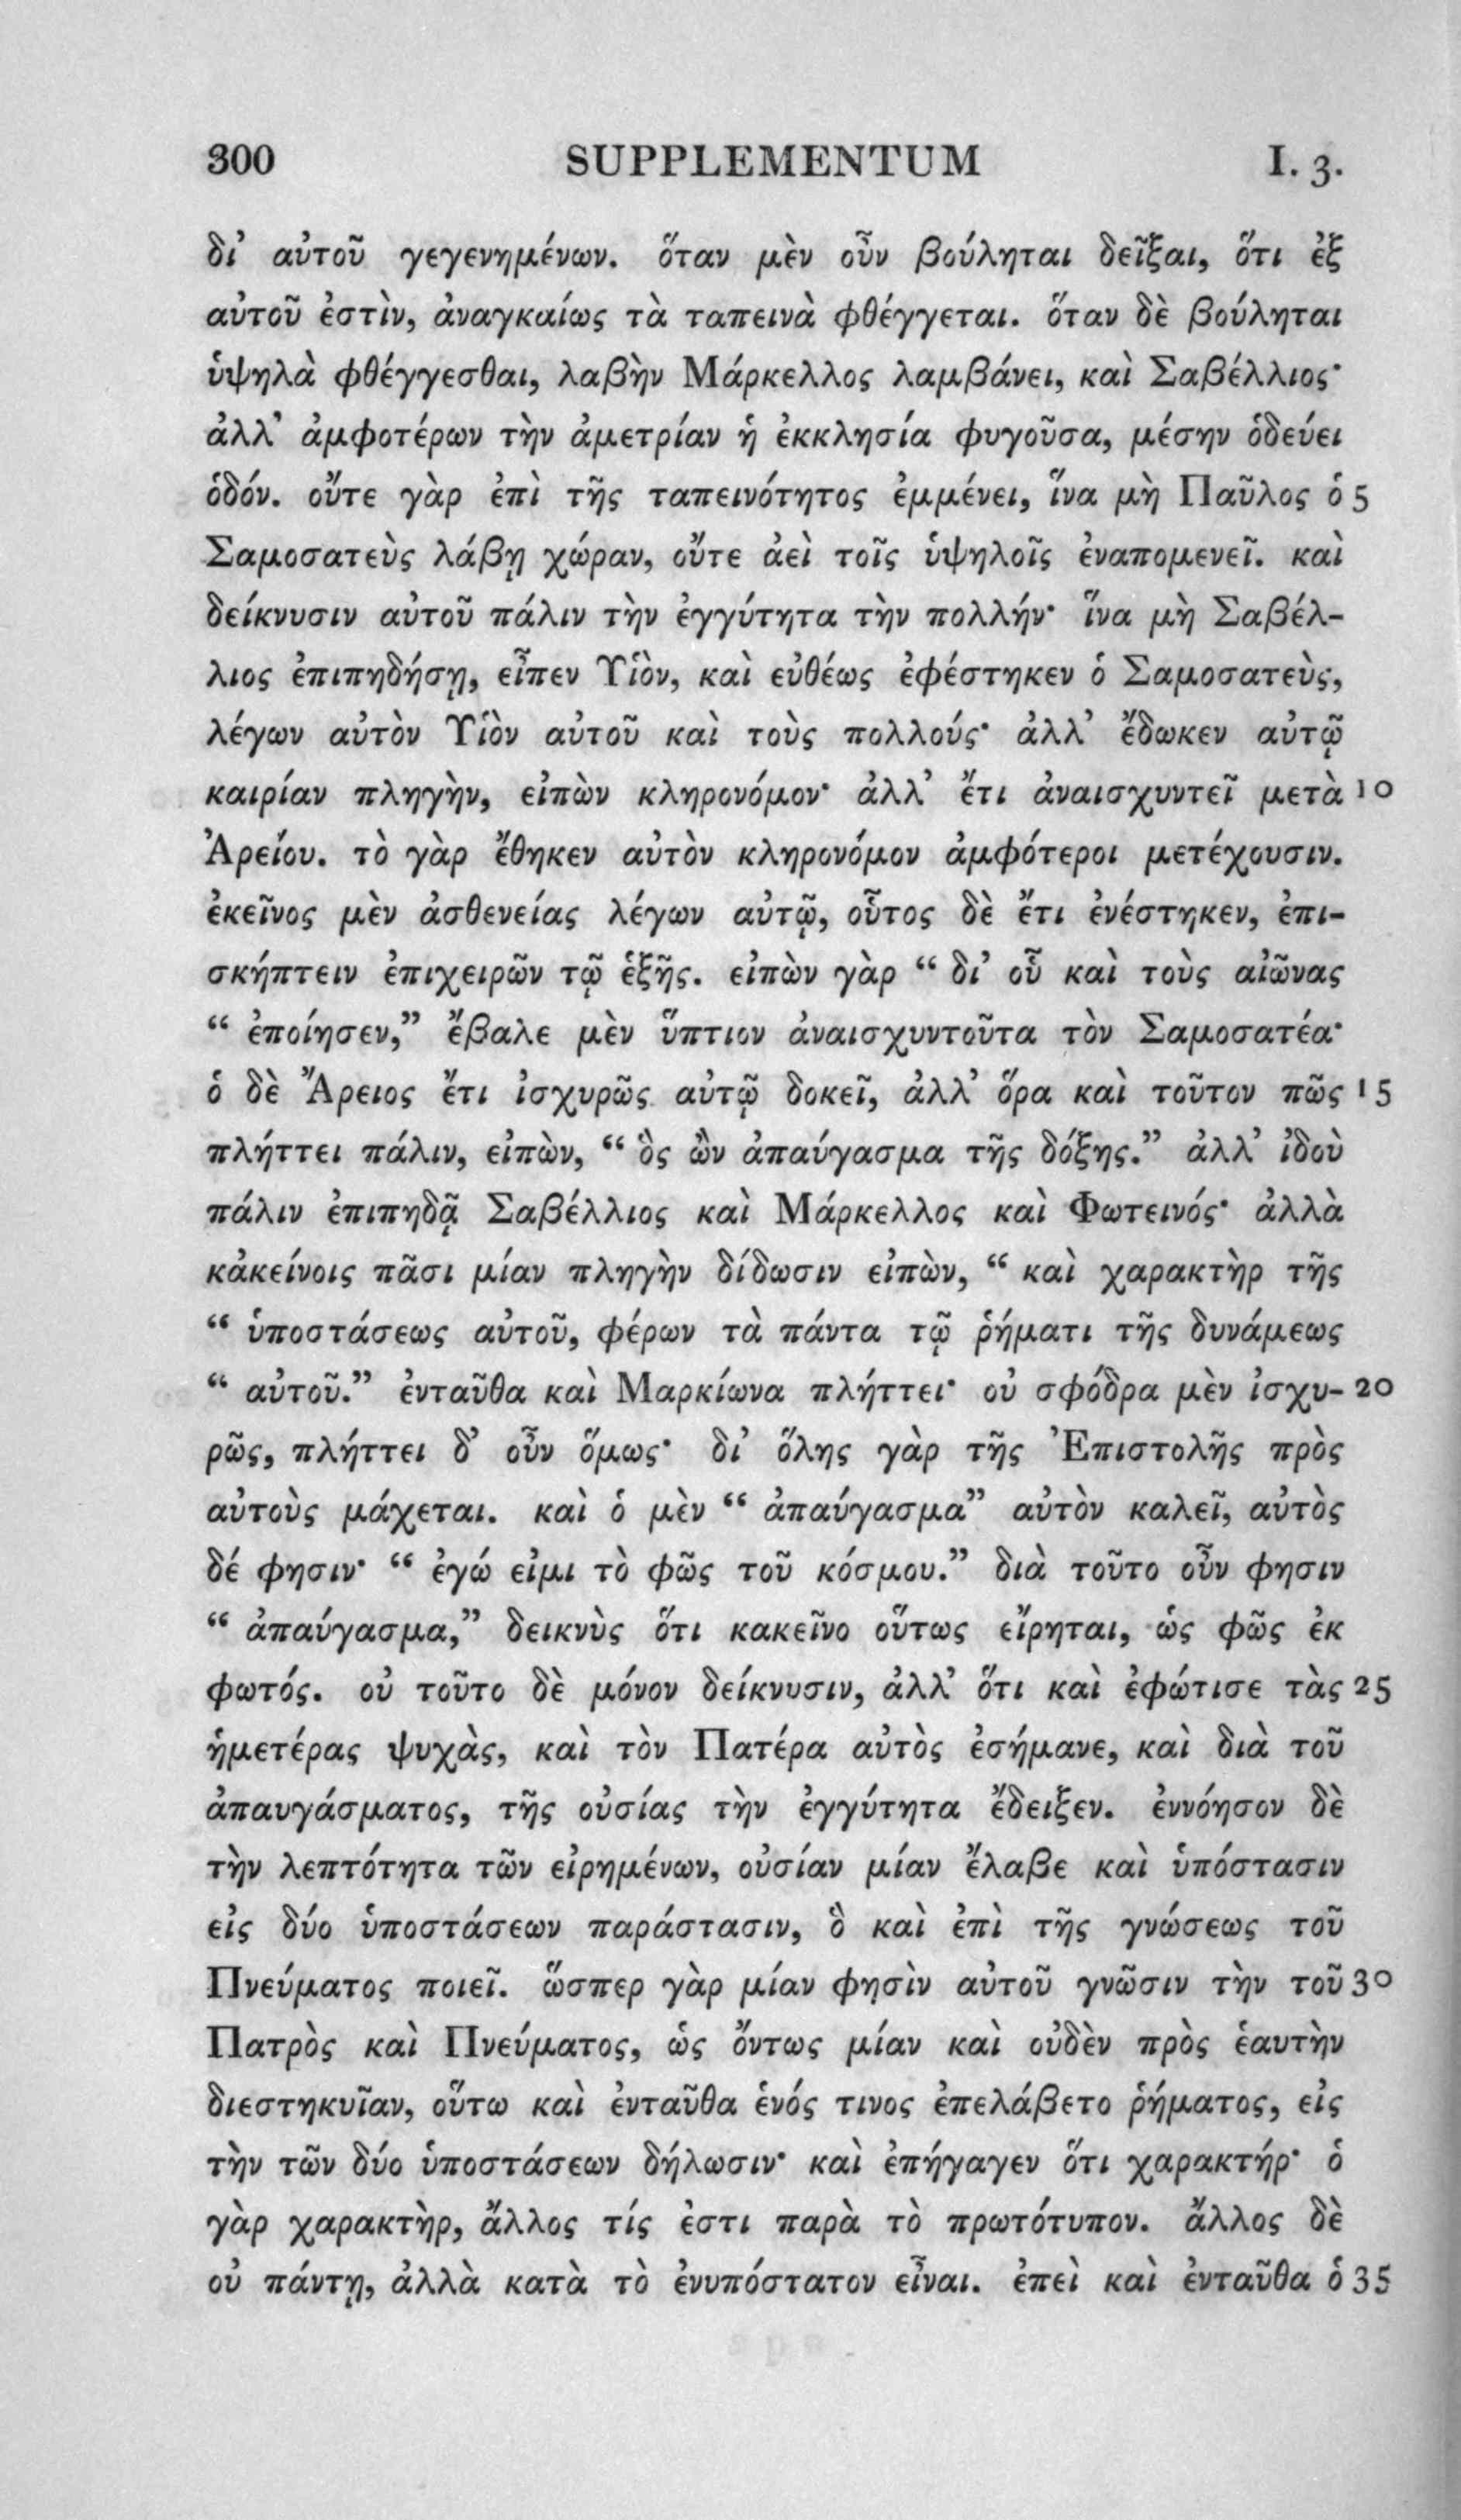 300 SUPPLEMENTUM I. 3.
δι’ αὐτοῦ γεγενημένων. ὅταν μὲν οὖν βούληται δεῖξαι, ὅτι ἐξ
αὐτοῦ ἐστὶν, ἀναγκαίως τὰ ταπεινὰ φθέγγεται. ὅταν δὲ βούληται
ὑψηλὰ φθέγγεσθαι, λαβὴν Μάρκελλος λαμβάνει, καὶ Σαβέλλιος·
ἀλλ’ ἀμφοτέρων τὴν ἀμετρίαν ἡ ἐκκλησία φυγοῦσα, μέσην ὁδεύει
ὁδόν. οὔτε γὰρ ἐπὶ τῆς ταπεινότητος ἐμμένει, ἵνα μὴ Παῦλος ὁ 5
Σαμοσατεὺς λάβῃ χώραν, οὔτε ἀεὶ τοῖς ὑψηλοῖς ἐναπομενεῖ. καὶ
δείκνυσιν αὐτοῦ πάλιν τὴν ἐγγύτητα τὴν πολλήν· ἵνα μὴ Σαβέλ-
λιος ἐπιπηδήσῃ, εἶπεν Υἱὸν, καὶ εὐθέως ἐφέστηκεν ὁ Σαμοσατεὺς,
λέγων αὐτὸν Υἱὸν αὐτοῦ καὶ τοὺς πολλούς· ἀλλ’ ἔδωκεν αὐτῷ
καιρίαν πληγὴν, εἰπὼν κληρονόμον· ἀλλ’ ἔτι ἀναισχυντεῖ μετὰ 10
Ἀρείου. τὸ γὰρ ἔθηκεν αὐτὸν κληρονόμον ἀμφότεροι μετέχουσιν.
ἐκεῖνος μὲν ἀσθενείας λέγων αὐτῷ, οὗτος δὲ ἔτι ἐνέστηκεν, ἐπι-
σκήπτειν ἐπιχειρῶν τῷ ἑξῆς. εἰπὼν γὰρ “ δι’ οὗ καὶ τοὺς αἰῶνας
“ ἐποίησεν,” ἔβαλε μὲν ὕπτιον ἀναισχυντοῦτα τὸν Σαμοσατέα·
ὁ δὲ Ἄρειος ἔτι ἰσχυρῶς αὐτῷ δοκεῖ, ἀλλ’ ὅρα καὶ τοῦτον πῶς 15
πλήττει πάλιν, εἰπὼν, “ ὃς ὢν ἀπαύγασμα τῆς δόξης.” ἀλλ’ ἰδοὺ
πάλιν ἐπιπηδᾷ Σαβέλλιος καὶ Μάρκελλος καὶ Φωτεινός· ἀλλὰ
κἀκείνοις πᾶσι μίαν πληγὴν δίδωσιν εἰπὼν, “ καὶ χαρακτὴρ τῆς
“ ὑποστάσεως αὐτοῦ, φέρων τὰ πάντα τῷ ῥήματι τῆς δυνάμεως
“ αὐτοῦ.” ἐνταῦθα καὶ Μαρκίωνα πλήττει· οὐ σφόδρα μὲν ἰσχυ- 20
ρῶς, πλήττει δ’ οὖν ὅμως· δι’ ὅλης γὰρ τῆς Ἐπιστολῆς πρὸς
αὐτοὺς μάχεται. καὶ ὁ μὲν “ ἀπαύγασμα” αὐτὸν καλεῖ, αὐτὸς
δέ φησιν· “ ἐγώ εἰμι τὸ φῶς τοῦ κόσμου.” διὰ τοῦτο οὖν φησιν
“ ἀπαύγασμα,” δεικνὺς ὅτι κακεῖνο οὕτως εἴρηται, ὡς φῶς ἐκ
φωτός. οὐ τοῦτο δὲ μόνον δείκνυσιν, ἀλλ’ ὅτι καὶ ἐφώτισε τὰς 25
ἡμετέρας ψυχὰς, καὶ τὸν Πατέρα αὐτὸς ἐσήμανε, καὶ διὰ τοῦ
ἀπαυγάσματος, τῆς οὐσίας τὴν ἐγγύτητα ἔδειξεν. ἐννόησον δὲ
τὴν λεπτότητα τῶν εἰρημένων, οὐσίαν μίαν ἔλαβε καὶ ὑπόστασιν
εἰς δύο ὑποστάσεων παράστασιν, ὃ καὶ ἐπὶ τῆς γνώσεως τοῦ
Πνεύματος ποιεῖ. ὥσπερ γὰρ μίαν φησὶν αὐτοῦ γνῶσιν τὴν τοῦ 30
Πατρὸς καὶ Πνεύματος, ὡς ὄντως μίαν καὶ οὐδὲν πρὸς ἑαυτὴν
διεστηκυῖαν, οὕτω καὶ ἐνταῦθα ἑνός τινος ἐπελάβετο ῥήματος, εἰς
τὴν τῶν δύο ὑποστάσεων δήλωσιν· καὶ ἐπήγαγεν ὅτι χαρακτήρ· ὁ
γὰρ χαρακτὴρ, ἄλλος τίς ἐστι παρὰ τὸ πρωτότυπον. ἄλλος δὲ
οὐ πάντῃ, ἀλλὰ κατὰ τὸ ἐνυπόστατον εἶναι. ἐπεὶ καὶ ἐνταῦθα ὁ 35